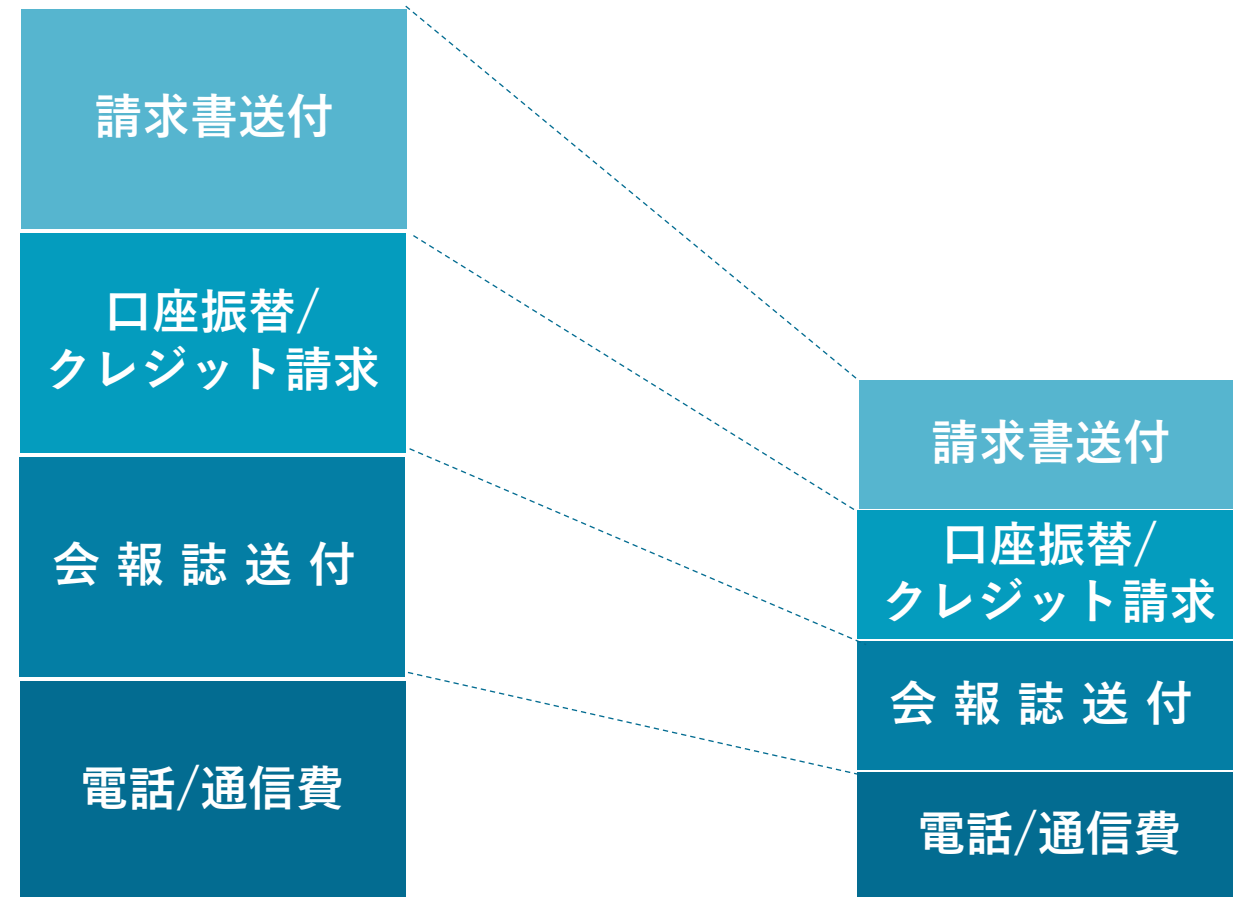 請求書送付
口座振替/
クレジット請求
会報誌送付
電話/通信費
請求書送付
口座振替/
クレジット請求
会報誌送付
電話/通信費